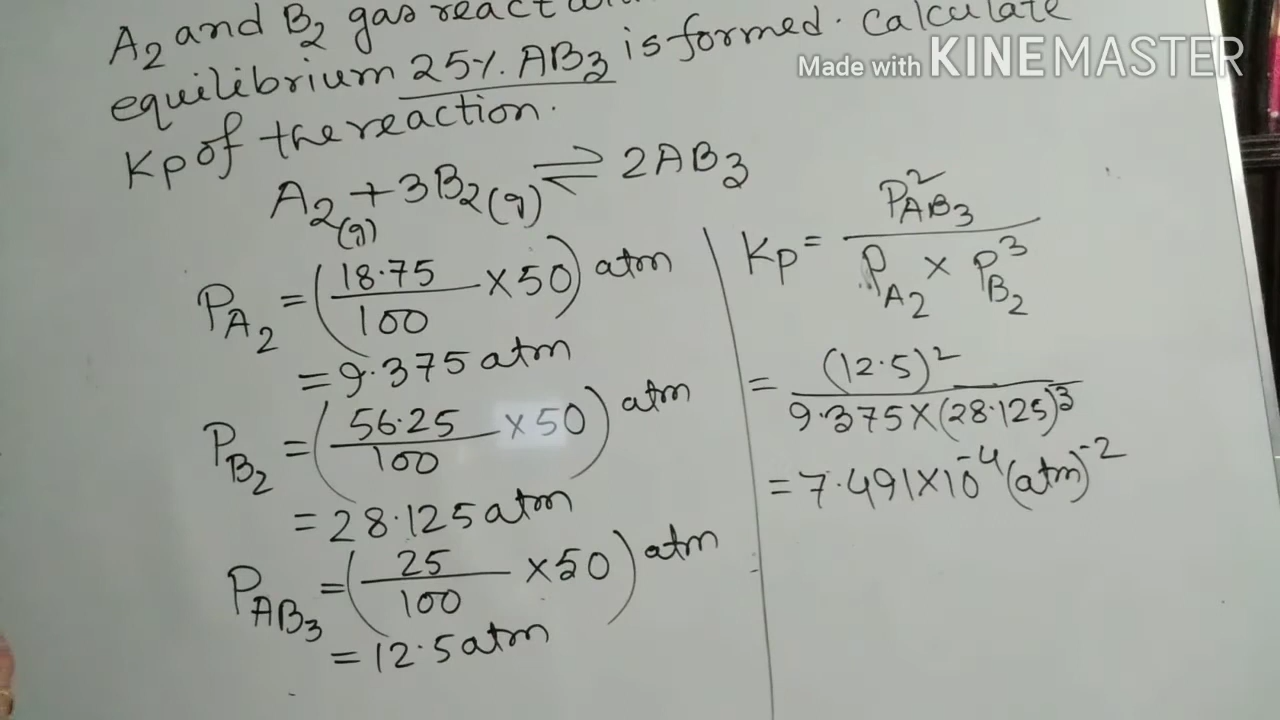 A2 and B2 gas react
equilibrium 25%. AB3 is formed. Calculate
Made with KINEMASTER
Kp of the reaction.
A2(g) + 3B2(g) ⇌ 2AB3
PA2 = (18.75/100 × 50) atm
= 9.375 atm
PB2 = (56.25/100 × 50) atm
= 28.125 atm
PAB3 = (25/100 × 50) atm
= 12.5 atm
Kp = P²AB3 / PA2 × P³B2
= (12.5)² / 9.375 × (28.125)³
= 7.491 × 10⁻⁴ (atm)⁻²